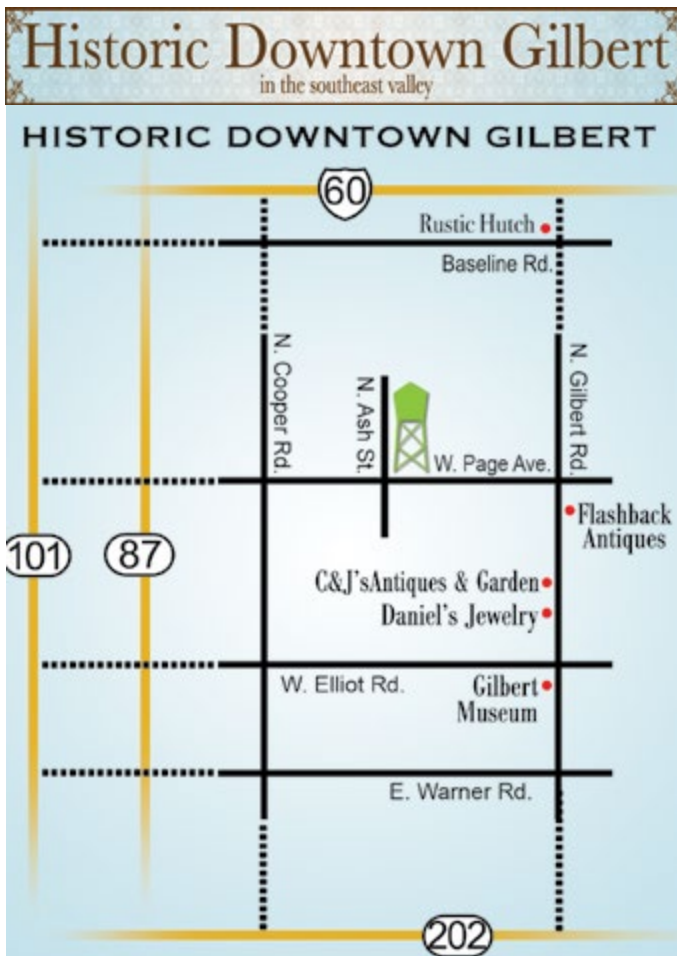 Historic Downtown Gilbert
in the southeast valley
HISTORIC DOWNTOWN GILBERT
60
Rustic Hutch
Baseline Rd.
N. Cooper Rd.
N. Ash St.
N. Gilbert Rd.
W. Page Ave.
Flashback
Antiques
101
87
C&J'sAntiques & Garden
Daniel's Jewelry
W. Elliot Rd.
Gilbert
Museum
E. Warner Rd.
202